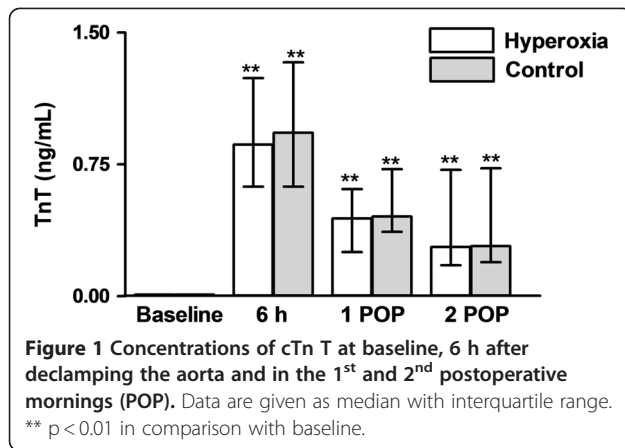 1.50
Hyperoxia
Control
** **
** **
** **
0.75
TnT (ng/mL)
0.00
Baseline 6 h 1 POP 2 POP
Figure 1 Concentrations of cTn T at baseline, 6 h after
declamping the aorta and in the 1st and 2nd postoperative
mornings (POP). Data are given as median with interquartile range.
** p < 0.01 in comparison with baseline.